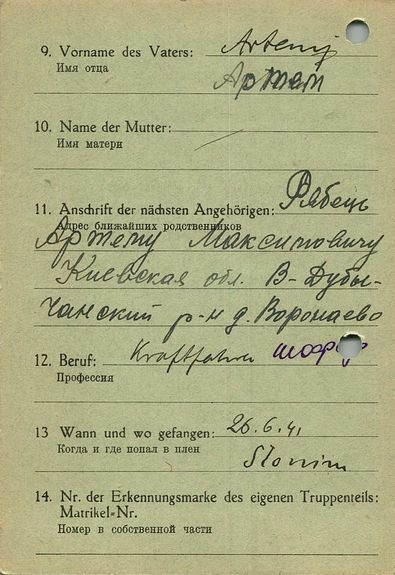 9. Vorname des Vaters: Artemj
Имя отца Артем
10. Name der Mutter:
Имя матери
11. Anschrift der nächsten Angehörigen: Рябець
Адрес ближайших родственников
Артему Максимовичу
Киевская обл. В-Дубы-
чанский р-н д. Воронаево
12. Beruf: Kraftfahrer шофер
Профессия
13 Wann und wo gefangen: 26.6.41
Когда и где попал в плен Slonim
14. Nr. der Erkennungsmarke des eigenen Truppenteils:
Matrikel-Nr.
Номер в собственной части